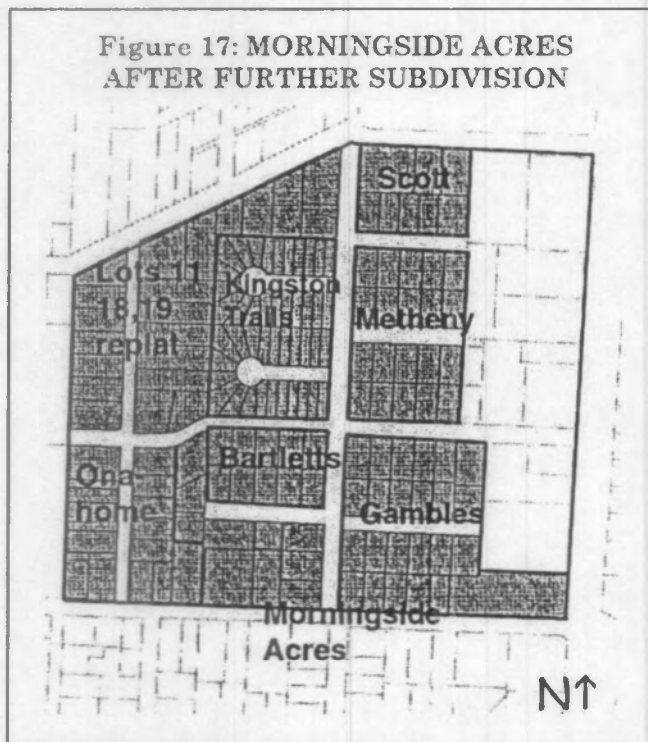 Figure 17: MORNINGSIDE ACRES
AFTER FURTHER SUBDIVISION
Scott
Lots 11
18,19
replat
Kingston
Trails
Metheny
Ona
home
Bartletts
Gambles
Morningside
Acres
N↑